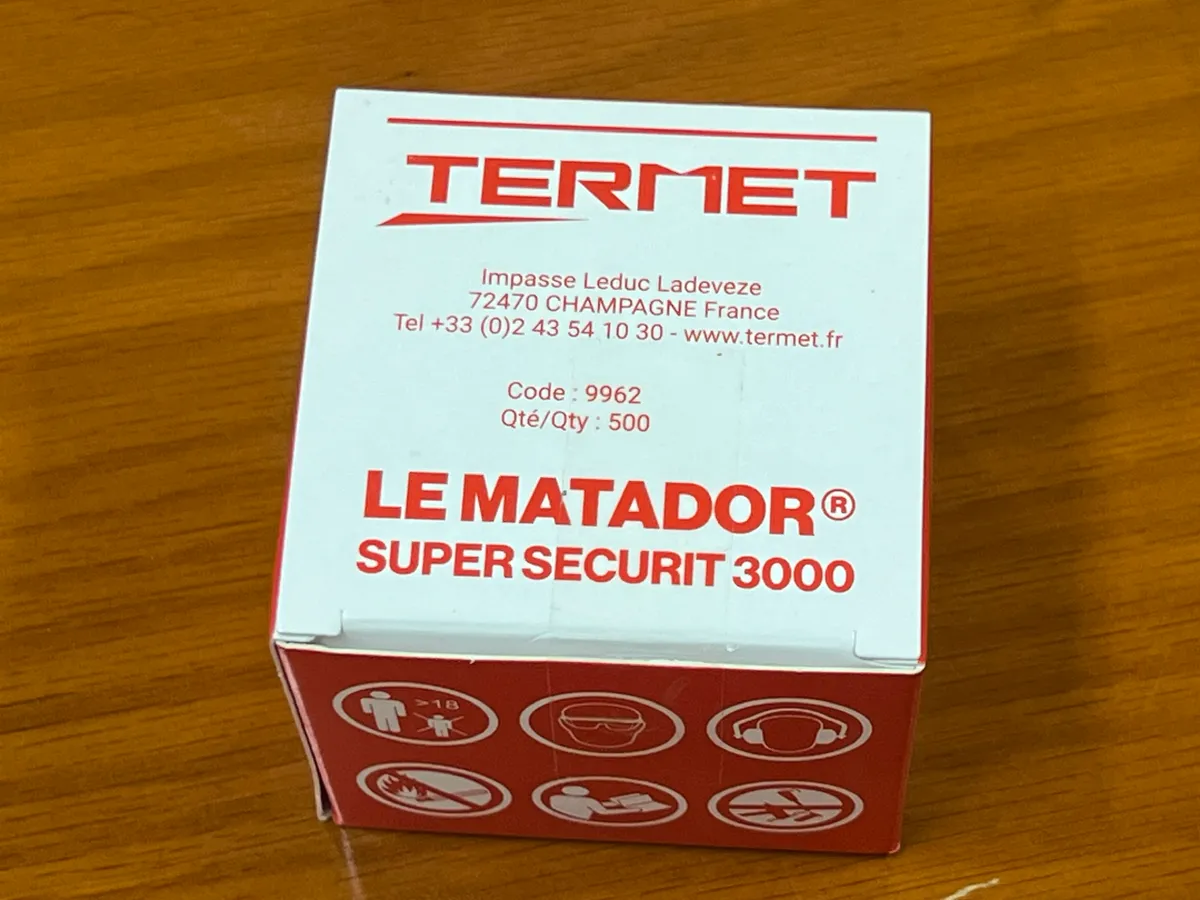 TERMET
Impasse Leduc Ladeveze
72470 CHAMPAGNE France
Tel +33 (0)2 43 54 10 30 - www.termet.fr
Code : 9962
Qté/Qty : 500
LE MATADOR®
SUPER SECURIT 3000
>18